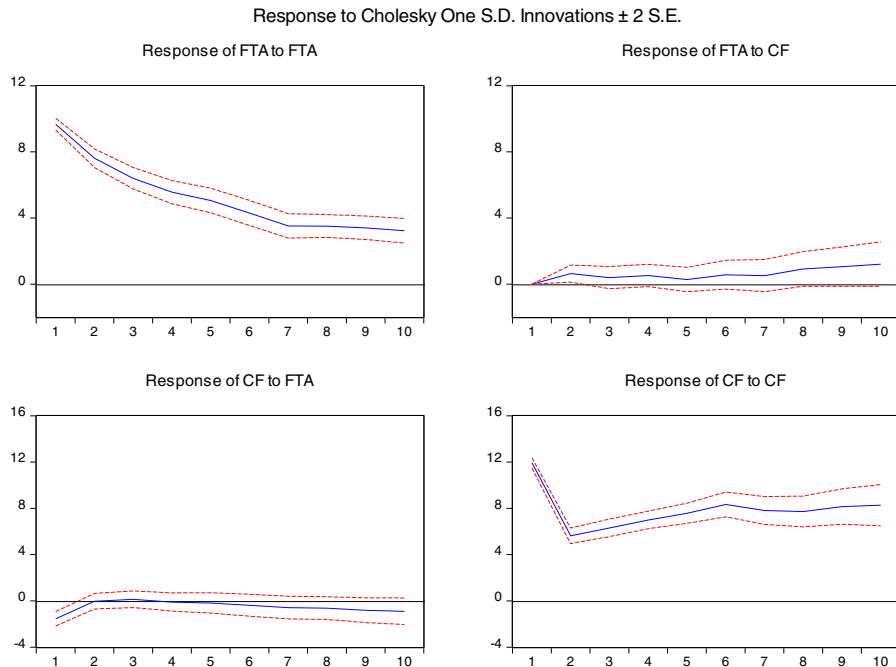 Response to Cholesky One S.D. Innovations ± 2 S.E.
Response of FTA to FTA
12
8
4
0
1 2 3 4 5 6 7 8 9 10
Response of FTA to CF
12
8
4
0
1 2 3 4 5 6 7 8 9 10
Response of CF to FTA
16
12
8
4
0
-4
1 2 3 4 5 6 7 8 9 10
Response of CF to CF
16
12
8
4
0
-4
1 2 3 4 5 6 7 8 9 10